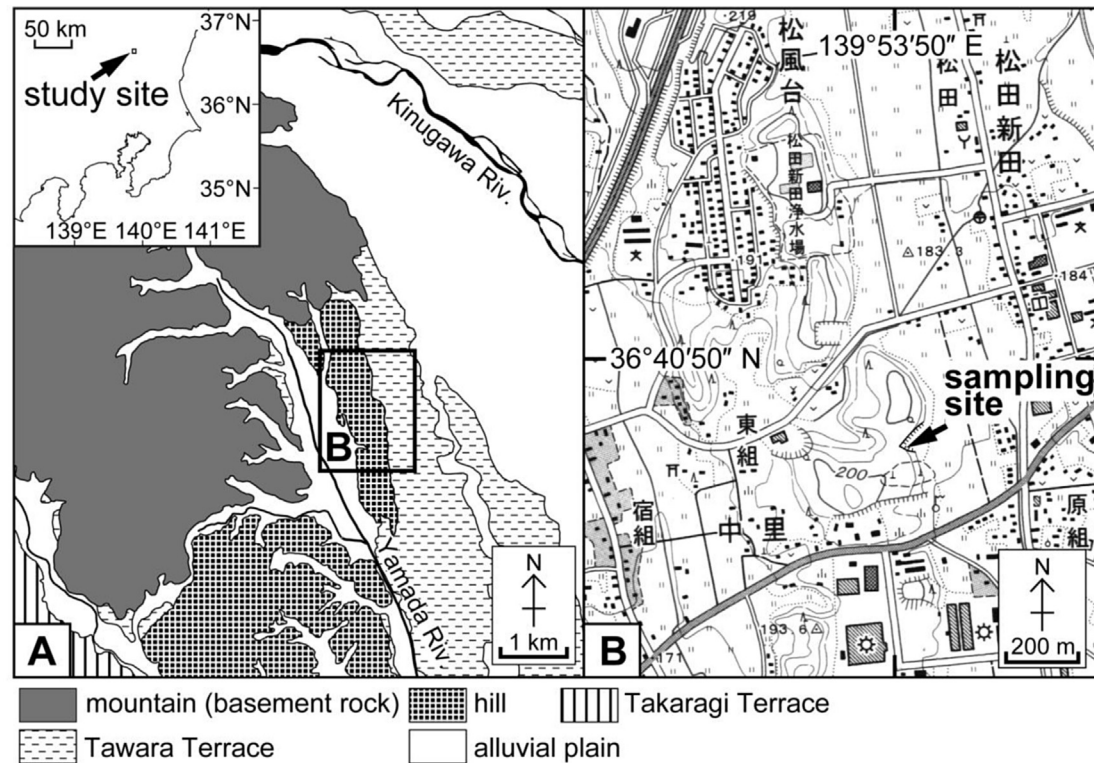 50 km
37°N
study site
36°N
35°N
139°E 140°E 141°E
Kinugawa Riv.
B
Yamada Riv.
N
1 km
A
219
松風台
139°53′50″ E
松田
松田新田
松田新田浄水場
191
183.3
184
36°40′50″ N
sampling
site
東組
200
宿組
中里
原組
193.6
171
N
200 m
B
mountain (basement rock)
hill
Takaragi Terrace
Tawara Terrace
alluvial plain